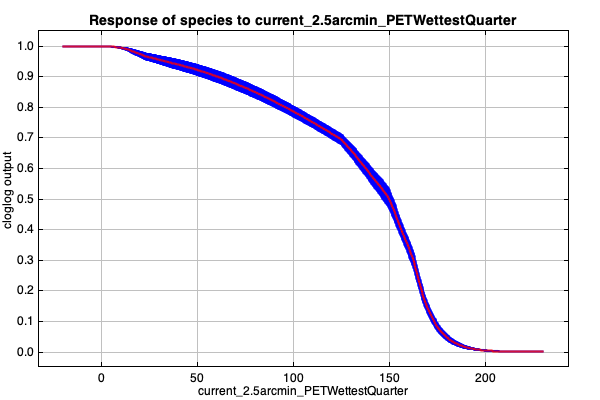 Response of species to current_2.5arcmin_PETWettestQuarter
1.0
0.9
0.8
0.7
0.6
0.5
0.4
0.3
0.2
0.1
0.0
cloglog output
0 50 100 150 200
current_2.5arcmin_PETWettestQuarter